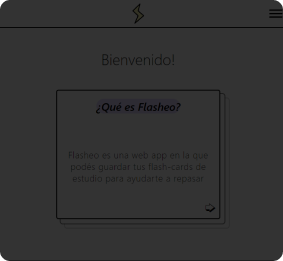 Bienvenido!
¿Qué es Flasheo?
Flasheo es una web app en la que
podés guardar tus flash-cards de
estudio para ayudarte a repasar